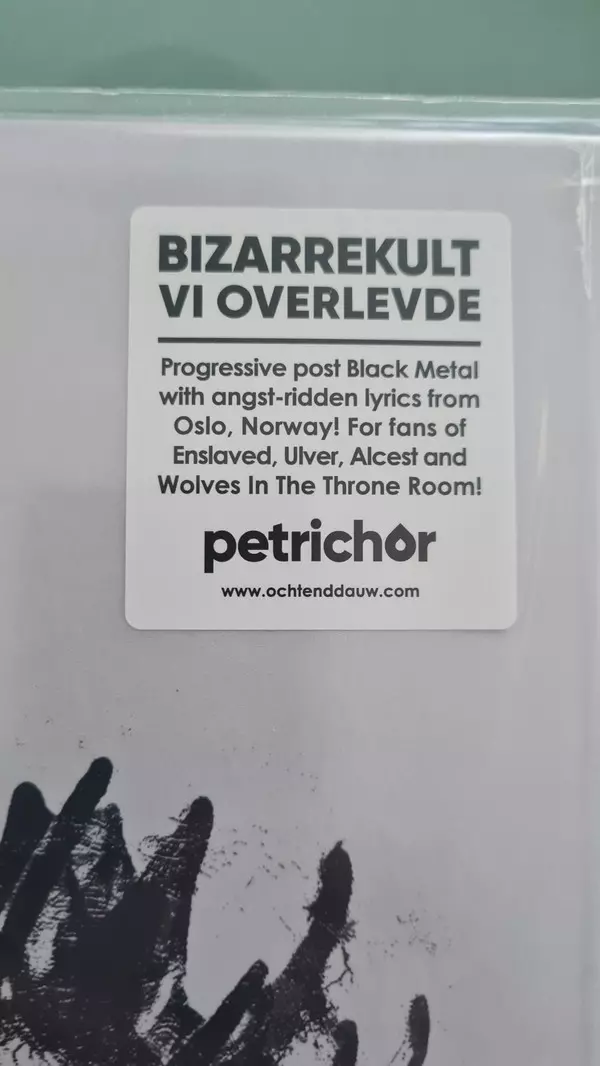 BIZARREKULT
VI OVERLEVDE
Progressive post Black Metal
with angst-ridden lyrics from
Oslo, Norway! For fans of
Enslaved, Ulver, Alcest and
Wolves In The Throne Room!
petrichor
www.ochtenddauw.com